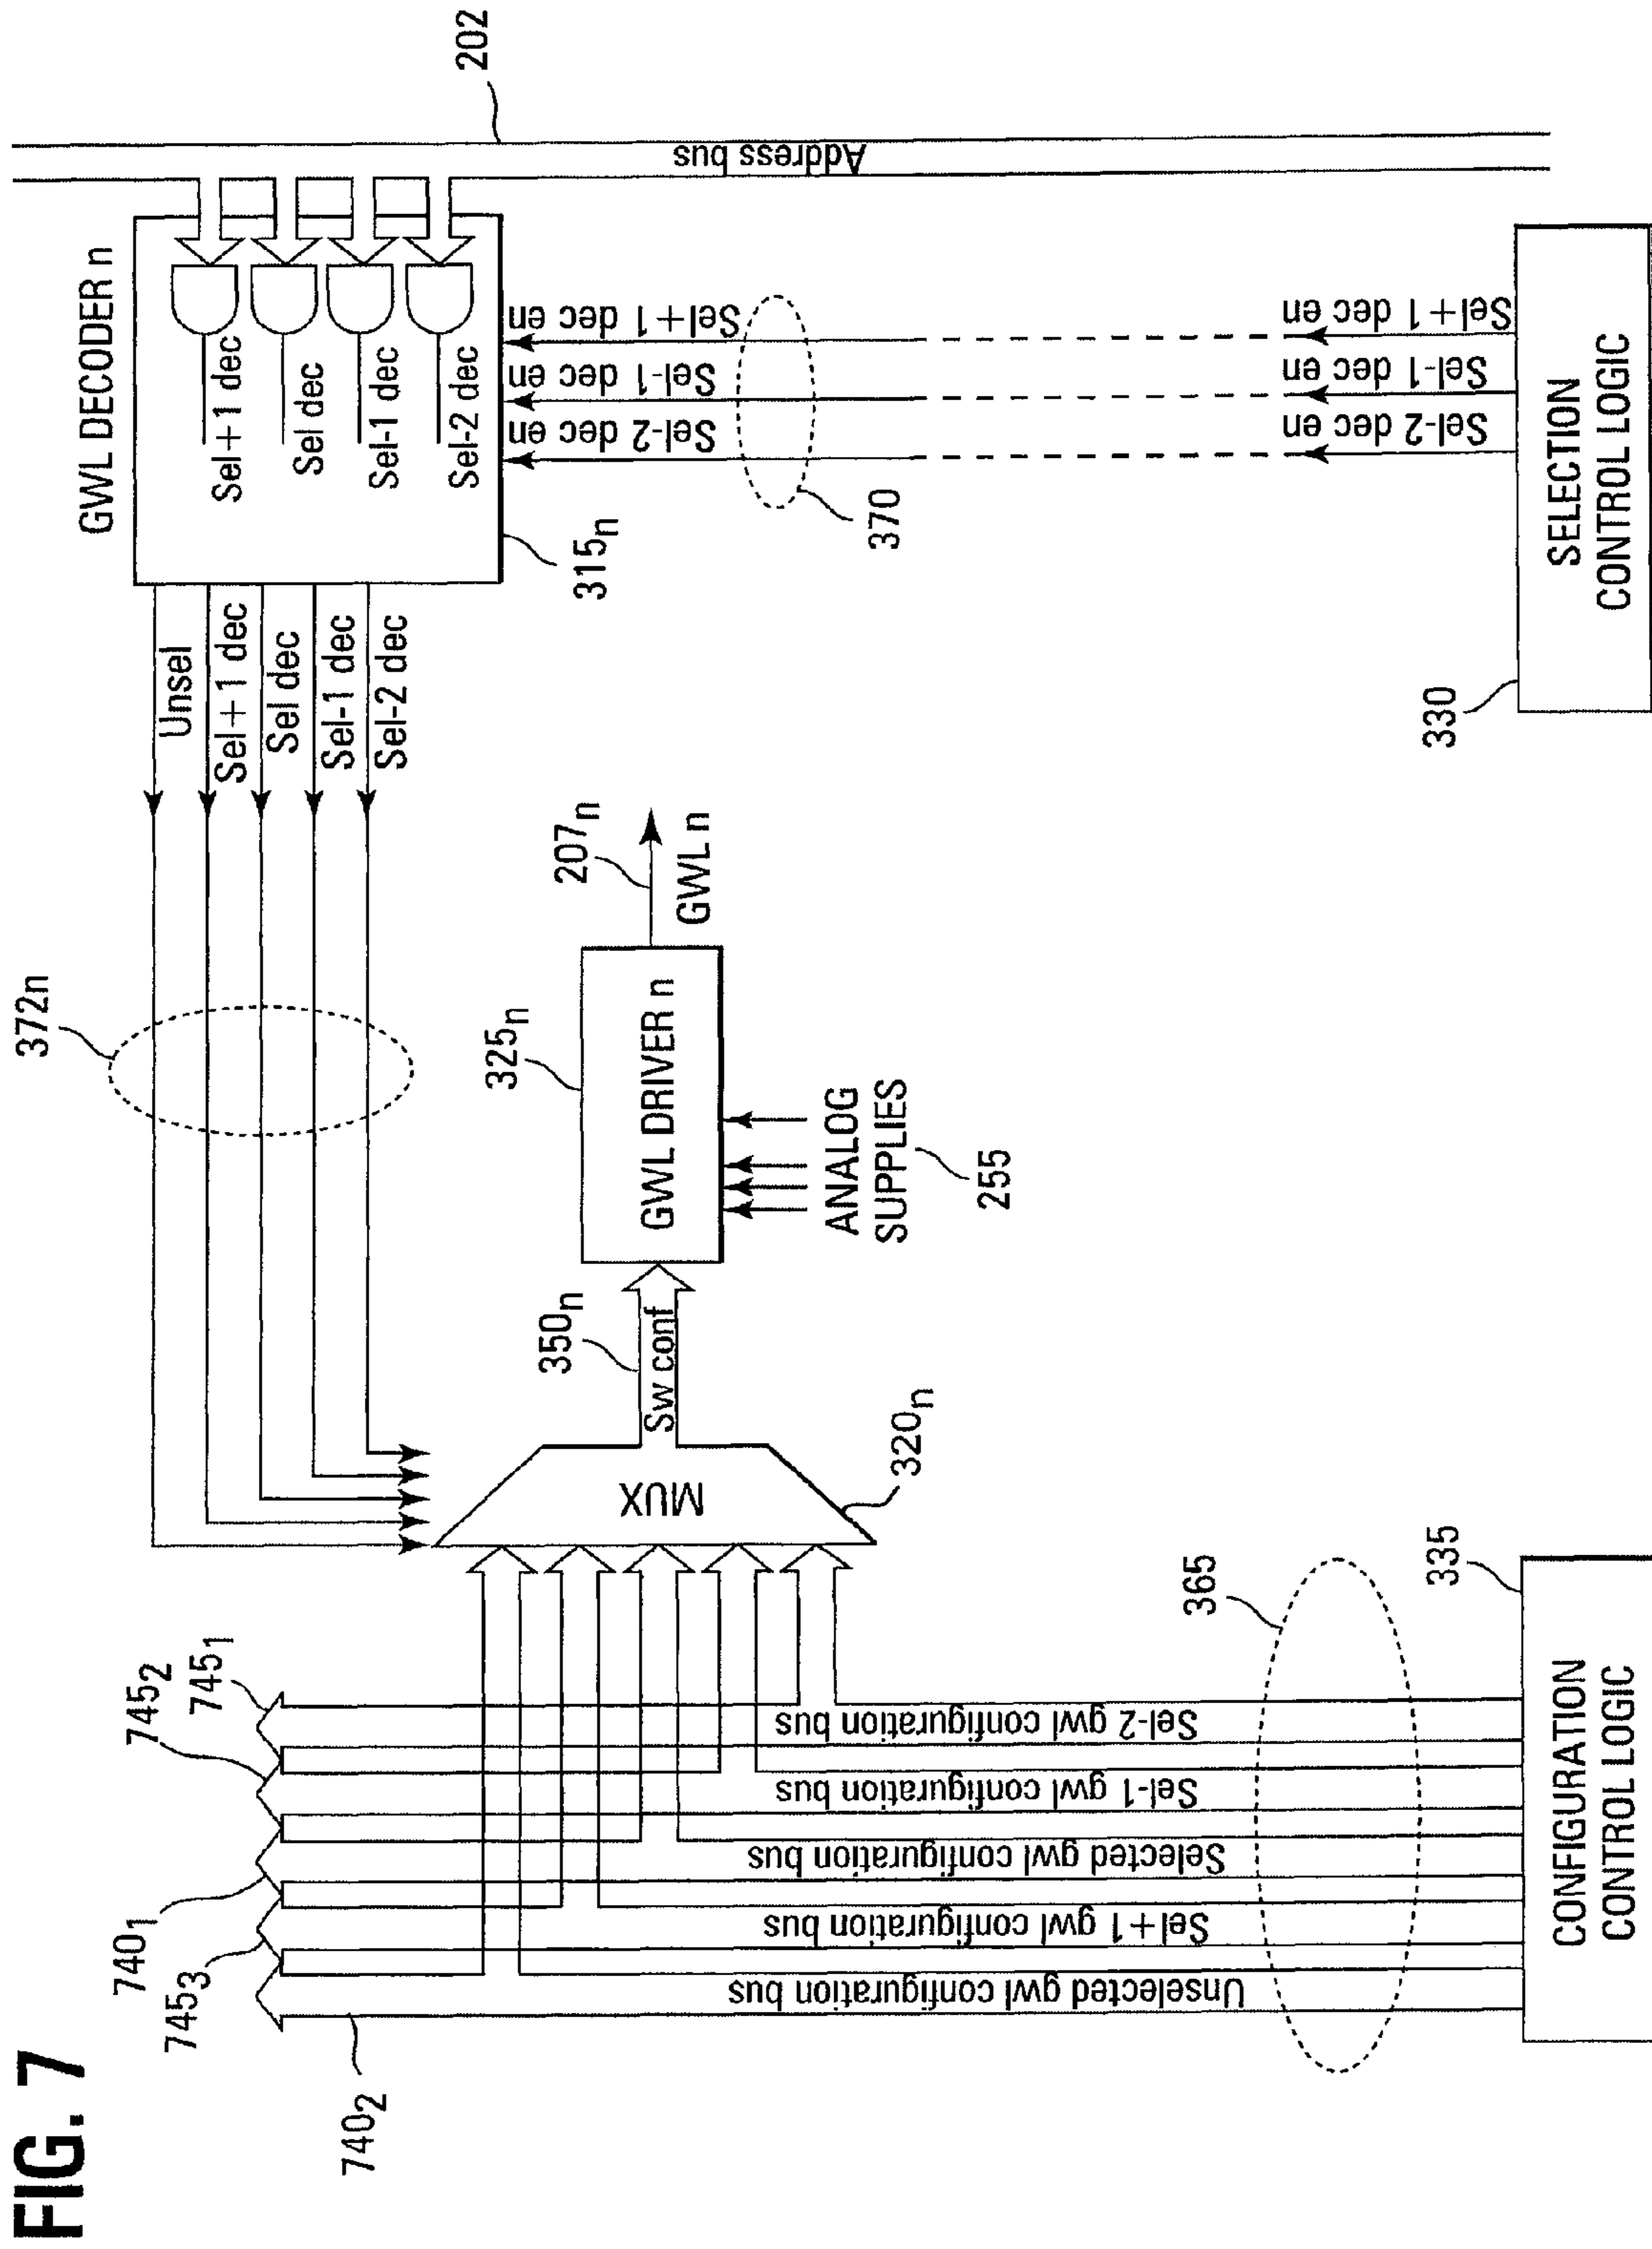 FIG. 7
740₂
745₃
740₁
745₂
745₁
372n
GWL DECODER n
202
Address bus
Sel+1 dec
Sel dec
Sel-1 dec
Sel-2 dec
315n
Unsel
Sel+1 dec
Sel dec
Sel-1 dec
Sel-2 dec
Sel+1 dec en
Sel-1 dec en
Sel-2 dec en
370
Sel+1 dec en
Sel-1 dec en
Sel-2 dec en
330
SELECTION
CONTROL LOGIC
MUX
320n
350n
Sw conf
325n
GWL DRIVER n
207n
GWL n
ANALOG
SUPPLIES
255
Sel-2 gwl configuration bus
Sel-1 gwl configuration bus
Selected gwl configuration bus
Sel+1 gwl configuration bus
Unselected gwl configuration bus
365
335
CONFIGURATION
CONTROL LOGIC